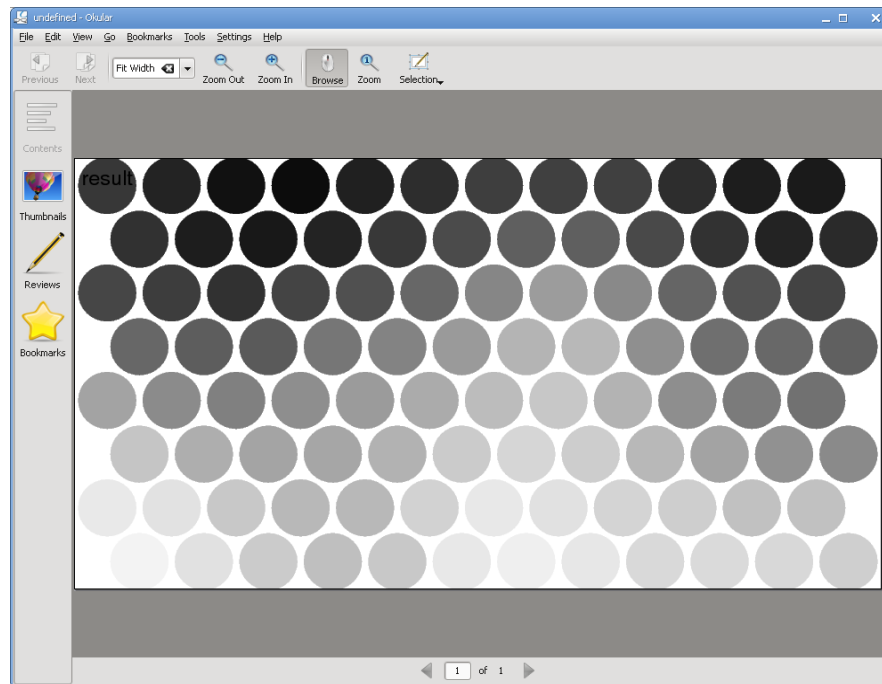 undefined - Okular
File Edit View Go Bookmarks Tools Settings Help
Previous Next Fit Width Zoom Out Zoom In Browse Zoom Selection
Contents
Thumbnails
Reviews
Bookmarks
result
1 of 1